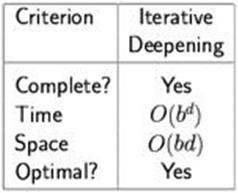 Criterion Iterative
Deepening
Complete? Yes
Time O(b^d)
Space O(bd)
Optimal? Yes